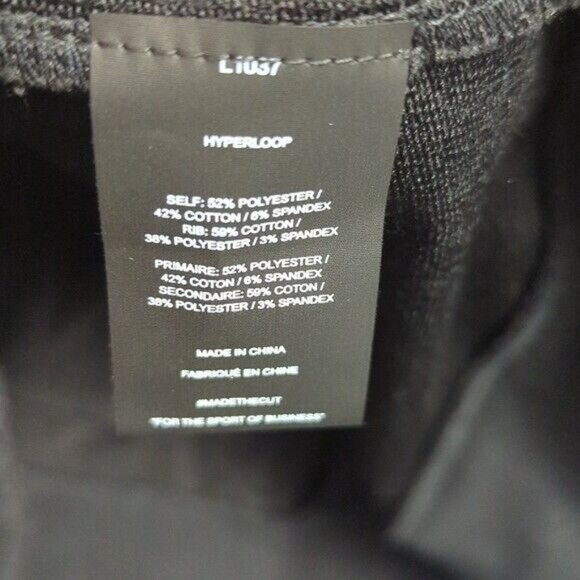 L1037
HYPERLOOP
SELF: 52% POLYESTER /
42% COTTON / 6% SPANDEX
RIB: 59% COTTON /
38% POLYESTER / 3% SPANDEX
PRIMAIRE: 52% POLYESTER /
42% COTON / 6% SPANDEX
SECONDAIRE: 59% COTON /
38% POLYESTER / 3% SPANDEX
MADE IN CHINA
FABRIQUÉ EN CHINE
#MADETHECUT
"FOR THE SPORT OF BUSINESS"